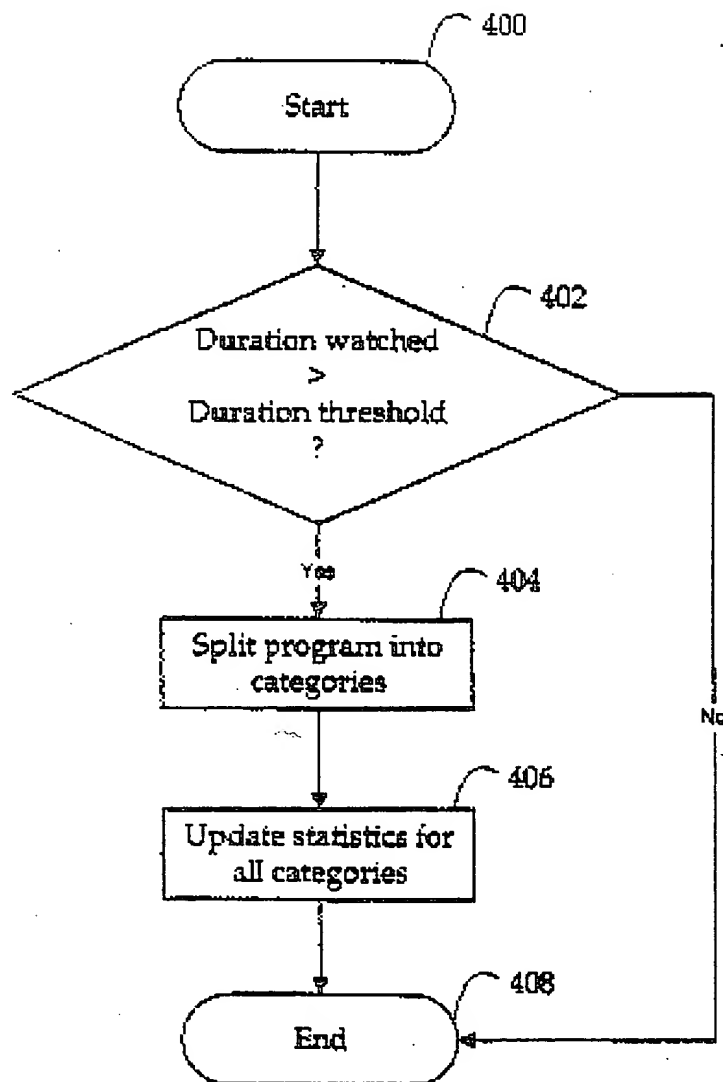 400
Start
402
Duration watched
>
Duration threshold
?
Yes
404
Split program into
categories
No
406
Update statistics for
all categories
408
End